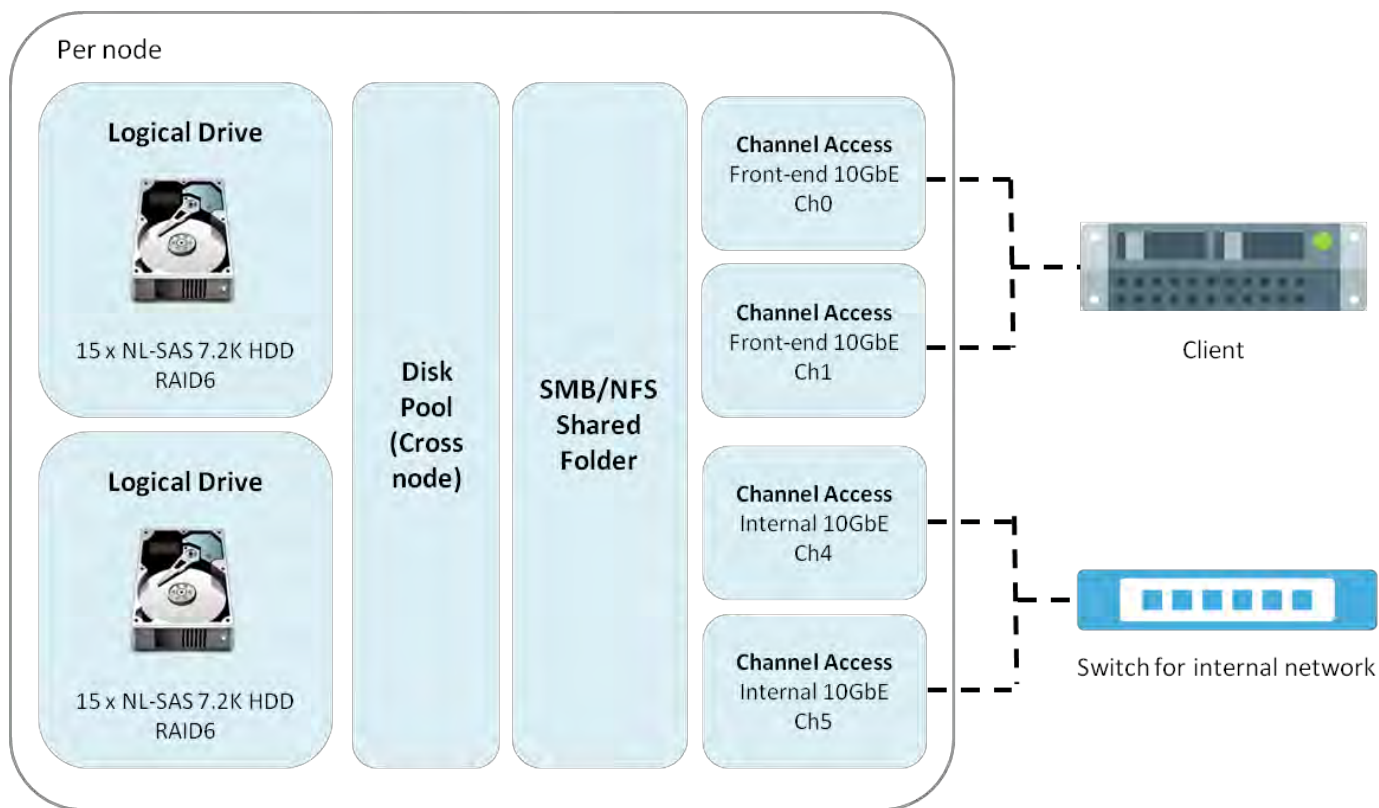 Per node
Logical Drive
15 x NL-SAS 7.2K HDD
RAID6
Logical Drive
15 x NL-SAS 7.2K HDD
RAID6
Disk
Pool
(Cross
node)
SMB/NFS
Shared
Folder
Channel Access
Front-end 10GbE
Ch0
Channel Access
Front-end 10GbE
Ch1
Channel Access
Internal 10GbE
Ch4
Channel Access
Internal 10GbE
Ch5
Client
Switch for internal network